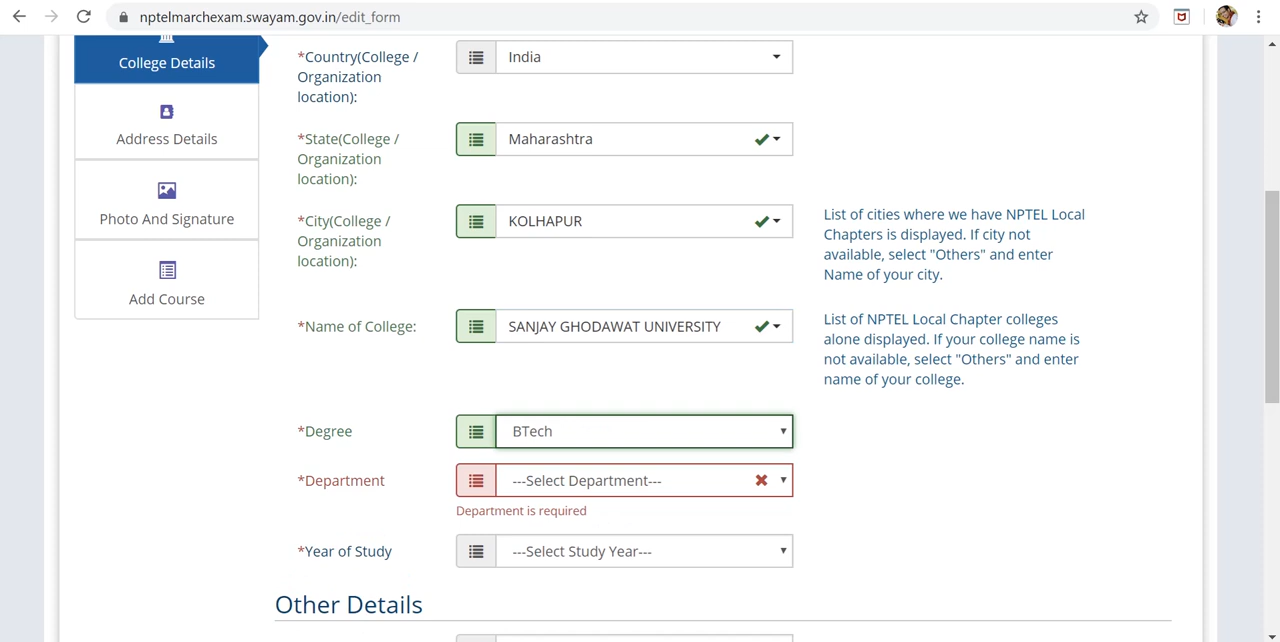 nptelmarchexam.swayam.gov.in/edit_form
College Details
Address Details
Photo And Signature
Add Course
*Country(College /
Organization
location):
India
*State(College /
Organization
location):
Maharashtra
*City(College /
Organization
location):
KOLHAPUR
List of cities where we have NPTEL Local
Chapters is displayed. If city not
available, select "Others" and enter
Name of your city.
*Name of College:
SANJAY GHODAWAT UNIVERSITY
List of NPTEL Local Chapter colleges
alone displayed. If your college name is
not available, select "Others" and enter
name of your college.
*Degree
BTech
*Department
---Select Department---
Department is required
*Year of Study
---Select Study Year---
Other Details